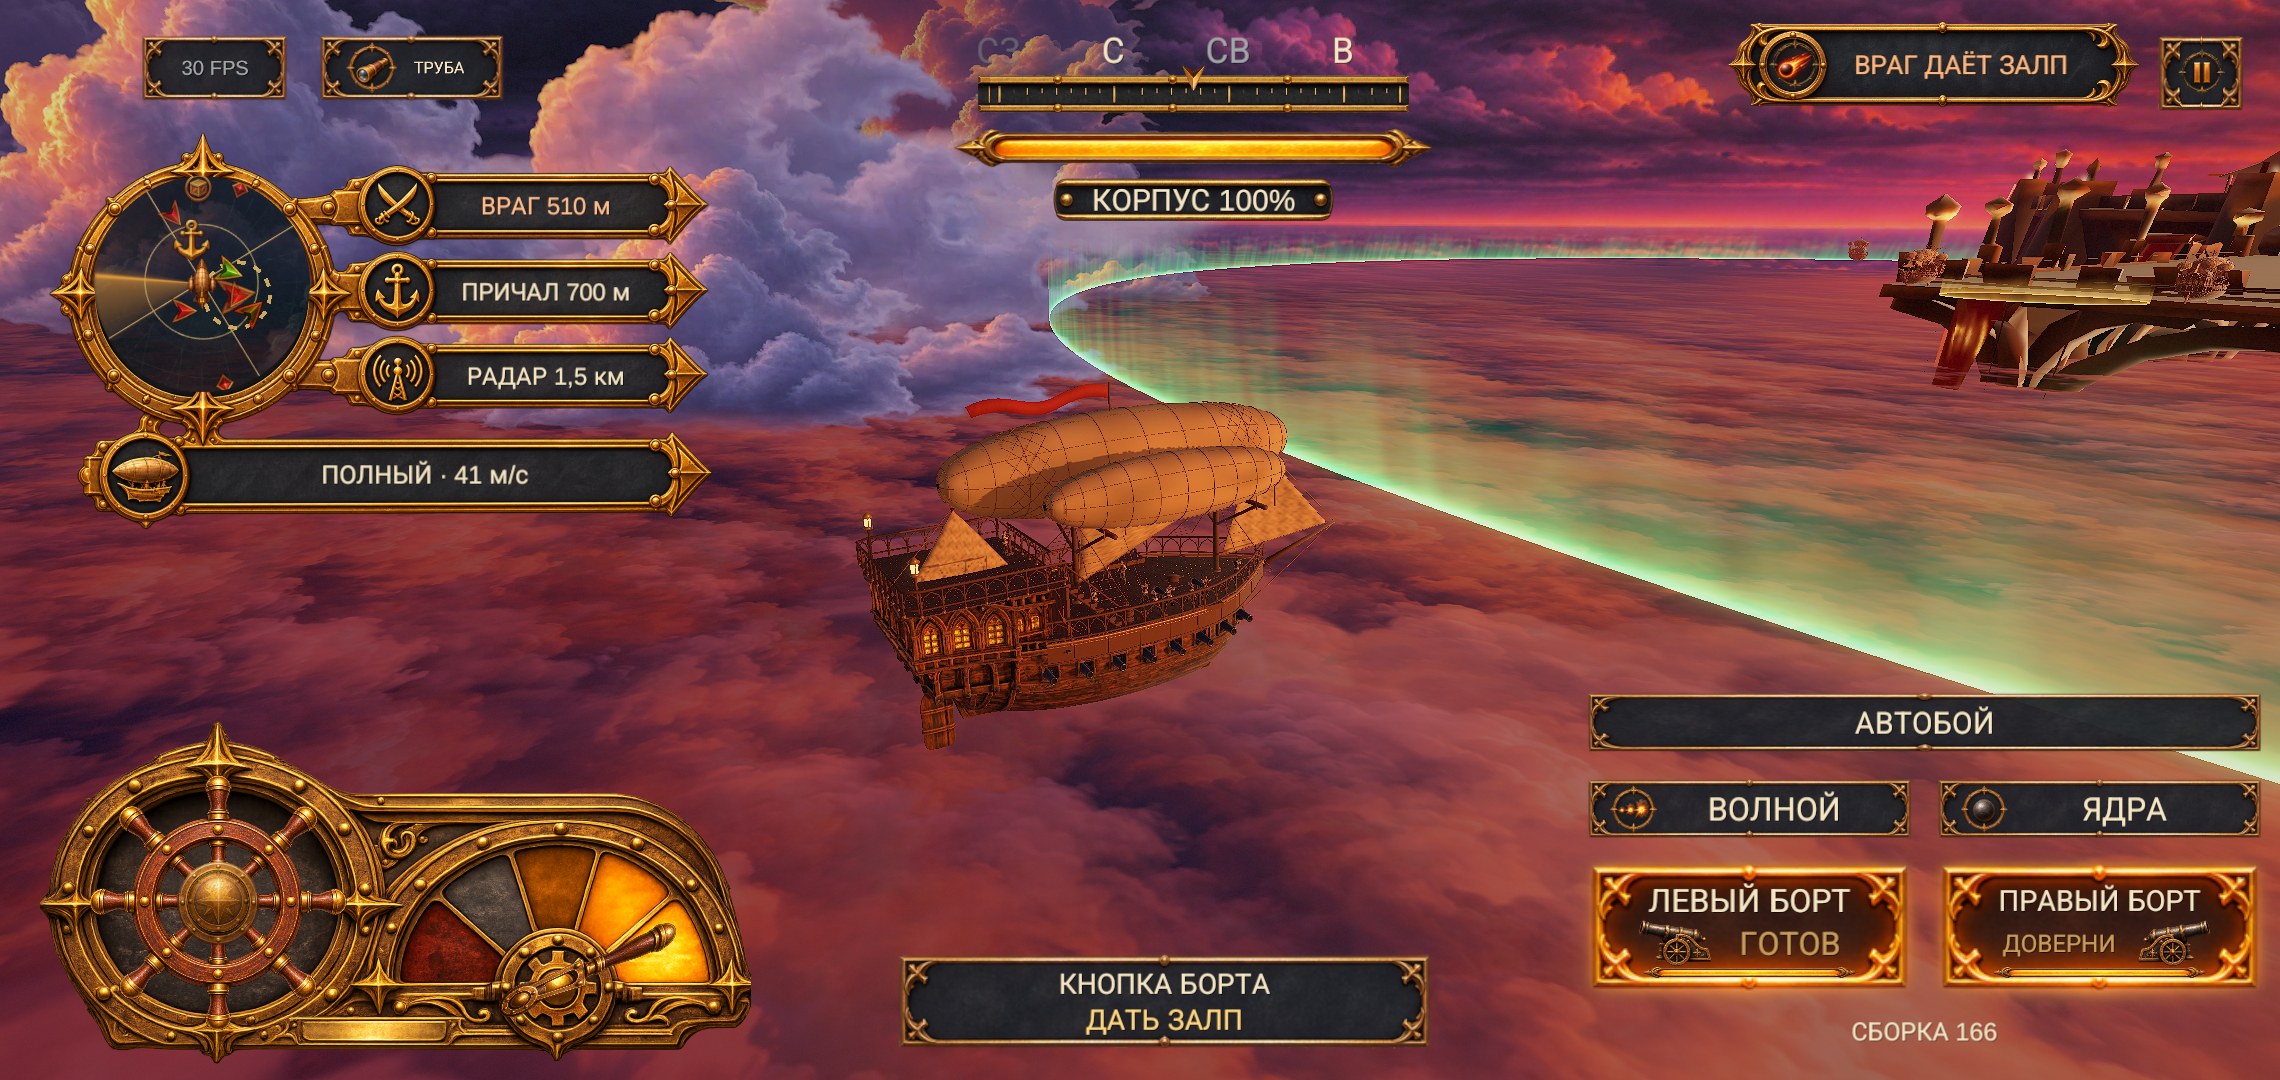 30 FPS
ТРУБА
СЗ С СВ В
ВРАГ ДАЁТ ЗАЛП
КОРПУС 100%
ВРАГ 510 м
ПРИЧАЛ 700 м
РАДАР 1,5 км
ПОЛНЫЙ · 41 м/с
АВТОБОЙ
ВОЛНОЙ
ЯДРА
ЛЕВЫЙ БОРТ
ГОТОВ
ПРАВЫЙ БОРТ
ДОВЕРНИ
КНОПКА БОРТА
ДАТЬ ЗАЛП
СБОРКА 166